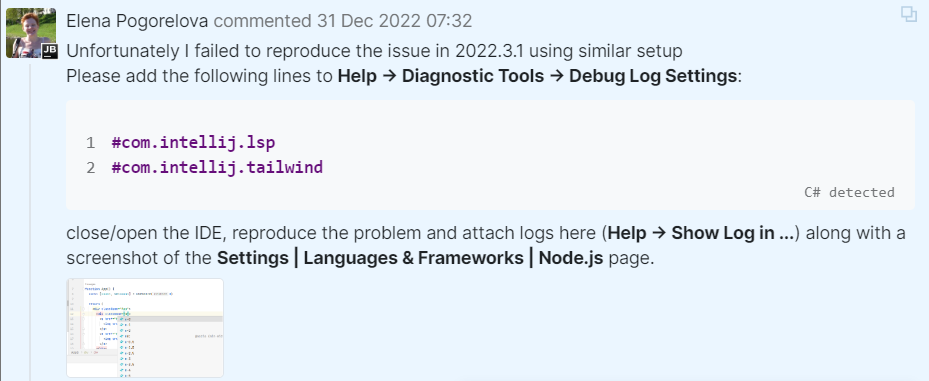 Elena Pogorelova commented 31 Dec 2022 07:32
JB
Unfortunately I failed to reproduce the issue in 2022.3.1 using similar setup
Please add the following lines to Help → Diagnostic Tools → Debug Log Settings:
1 #com.intellij.lsp
2 #com.intellij.tailwind
C# detected
close/open the IDE, reproduce the problem and attach logs here (Help → Show Log in ...) along with a
screenshot of the Settings | Languages & Frameworks | Node.js page.